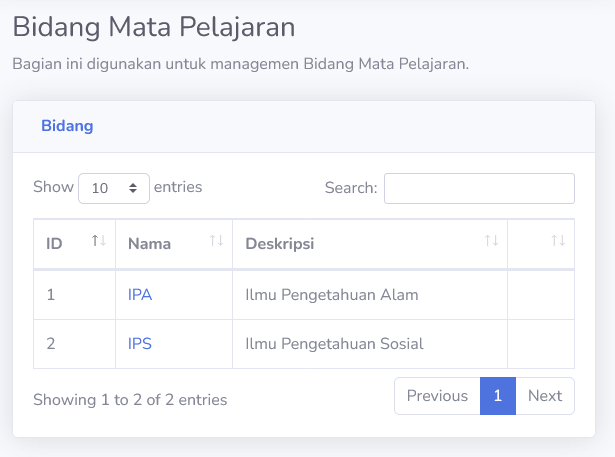 Bidang Mata Pelajaran
Bagian ini digunakan untuk managemen Bidang Mata Pelajaran.
Bidang
Show 10 entries Search:
ID Nama Deskripsi
1 IPA Ilmu Pengetahuan Alam
2 IPS Ilmu Pengetahuan Sosial
Showing 1 to 2 of 2 entries Previous 1 Next